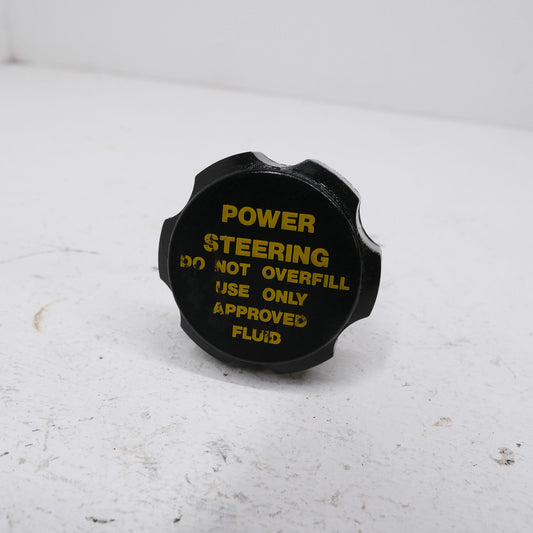 POWER
STEERING
DO NOT OVERFILL
USE ONLY
APPROVED
FLUID